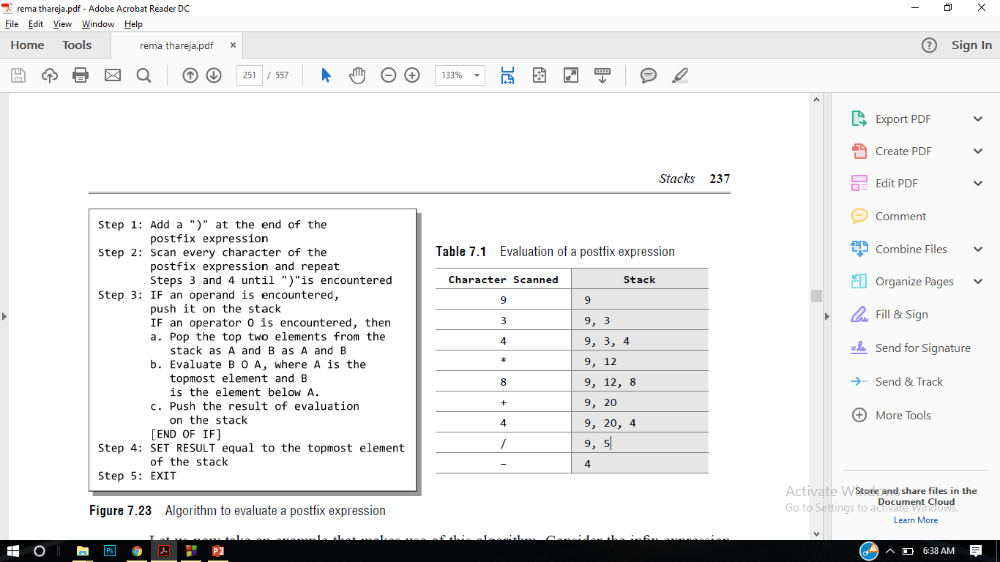 rema thareja.pdf - Adobe Acrobat Reader DC
File Edit View Window Help
Home Tools rema thareja.pdf × ? Sign In
251 / 557 133%
Stacks 237
Step 1: Add a ")" at the end of the
postfix expression
Step 2: Scan every character of the
postfix expression and repeat
Steps 3 and 4 until ")"is encountered
Step 3: IF an operand is encountered,
push it on the stack
IF an operator O is encountered, then
a. Pop the top two elements from the
stack as A and B as A and B
b. Evaluate B O A, where A is the
topmost element and B
is the element below A.
c. Push the result of evaluation
on the stack
[END OF IF]
Step 4: SET RESULT equal to the topmost element
of the stack
Step 5: EXIT
Figure 7.23 Algorithm to evaluate a postfix expression
Table 7.1 Evaluation of a postfix expression
Character Scanned Stack
9 9
3 9, 3
4 9, 3, 4
* 9, 12
8 9, 12, 8
+ 9, 20
4 9, 20, 4
/ 9, 5
– 4
Let us now take an example that makes use of this algorithm. Consider the infix expression
Export PDF
Create PDF
Edit PDF
Comment
Combine Files
Organize Pages
Fill & Sign
Send for Signature
Send & Track
More Tools
Store and share files in the
Document Cloud
Learn More
Activate Windows
Go to Settings to activate Windows.
Ps
6:38 AM